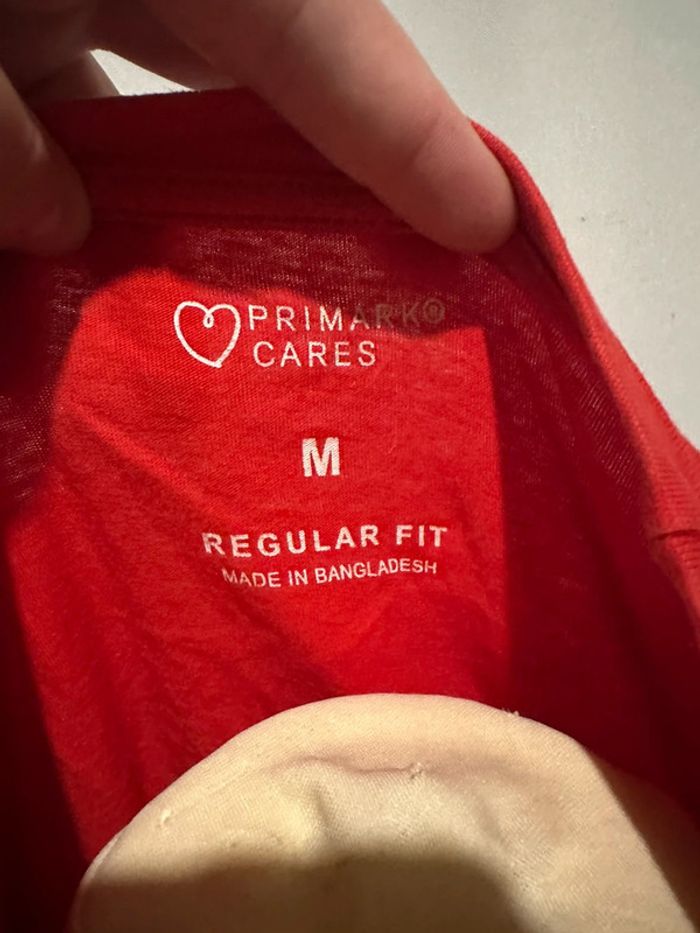 PRIMARK®
CARES
M
REGULAR FIT
MADE IN BANGLADESH